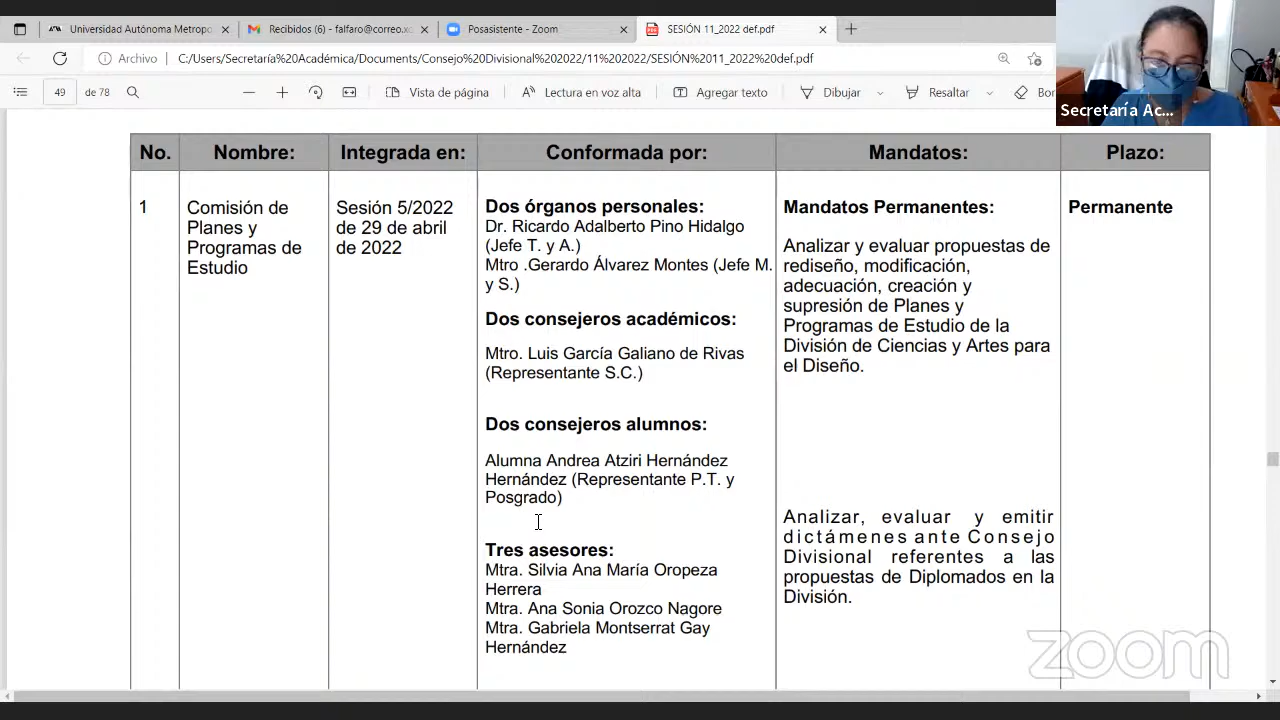 Universidad Autónoma Metropo
Recibidos (6) - falfaro@correo.xo
Posasistente - Zoom
SESIÓN 11_2022 def.pdf
Archivo
C:/Users/Secretaría%20Académica/Documents/Consejo%20Divisional%202022/11%202022/SESIÓN%2011_2022%20def.pdf
49 de 78
Vista de página
Lectura en voz alta
Agregar texto
Dibujar
Resaltar
Secretaría Ac...
No. Nombre: Integrada en: Conformada por: Mandatos: Plazo:
1
Comisión de
Planes y
Programas de
Estudio
Sesión 5/2022
de 29 de abril
de 2022
Dos órganos personales:
Dr. Ricardo Adalberto Pino Hidalgo
(Jefe T. y A.)
Mtro .Gerardo Álvarez Montes (Jefe M.
y S.)
Dos consejeros académicos:
Mtro. Luis García Galiano de Rivas
(Representante S.C.)
Dos consejeros alumnos:
Alumna Andrea Atziri Hernández
Hernández (Representante P.T. y
Posgrado)
Tres asesores:
Mtra. Silvia Ana María Oropeza
Herrera
Mtra. Ana Sonia Orozco Nagore
Mtra. Gabriela Montserrat Gay
Hernández
Mandatos Permanentes:
Analizar y evaluar propuestas de
rediseño, modificación,
adecuación, creación y
supresión de Planes y
Programas de Estudio de la
División de Ciencias y Artes para
el Diseño.
Analizar, evaluar y emitir
dictámenes ante Consejo
Divisional referentes a las
propuestas de Diplomados en la
División.
Permanente
zoom